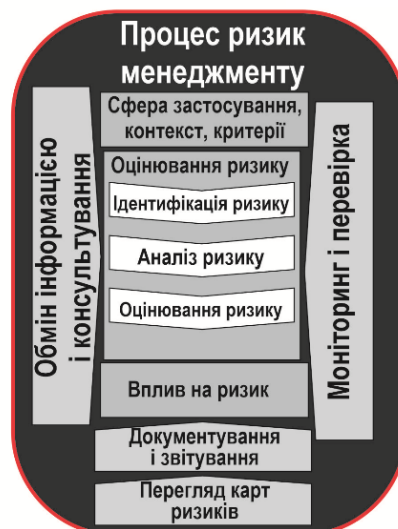 Процес ризик
менеджменту
Обмін інформацією
і консультування
Сфера застосування,
контекст, критерії
Оцінювання ризику
Ідентифікація ризику
Аналіз ризику
Оцінювання ризику
Вплив на ризик
Моніторинг і перевірка
Документування
і звітування
Перегляд карт
ризиків